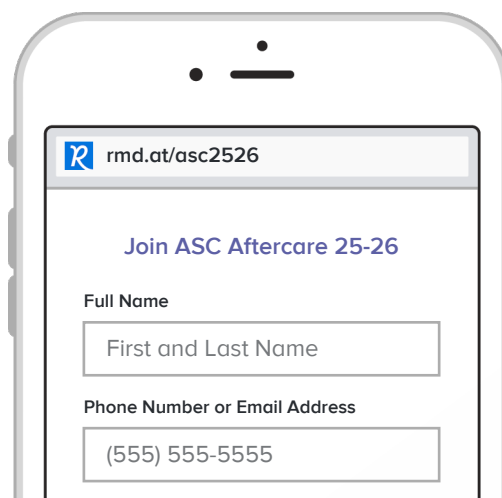 rmd.at/asc2526
Join ASC Aftercare 25-26
Full Name
First and Last Name
Phone Number or Email Address
(555) 555-5555